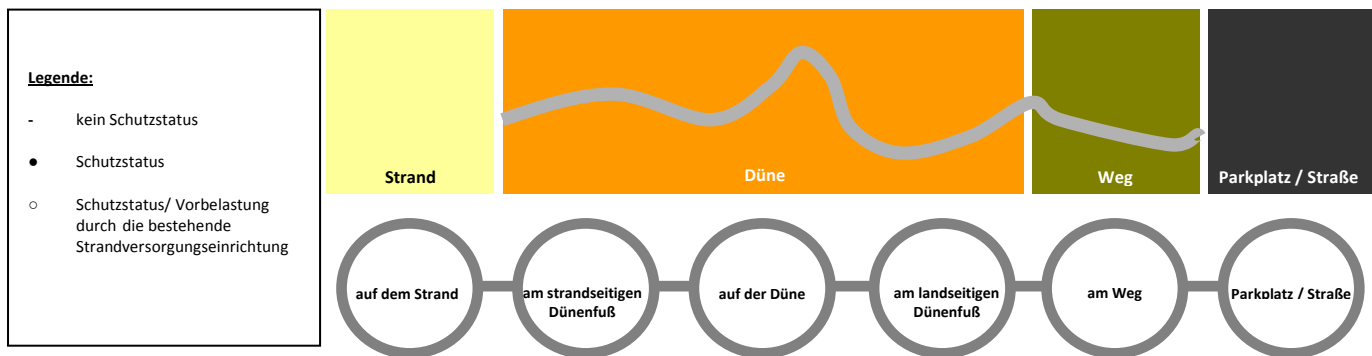 Legende:
- kein Schutzstatus
● Schutzstatus
○ Schutzstatus/ Vorbelastung
durch die bestehende
Strandversorgungseinrichtung
Strand
Düne
Weg
Parkplatz / Straße
auf dem Strand
am strandseitigen
Dünenfuß
auf der Düne
am landseitigen
Dünenfuß
am Weg
Parkplatz / Straße